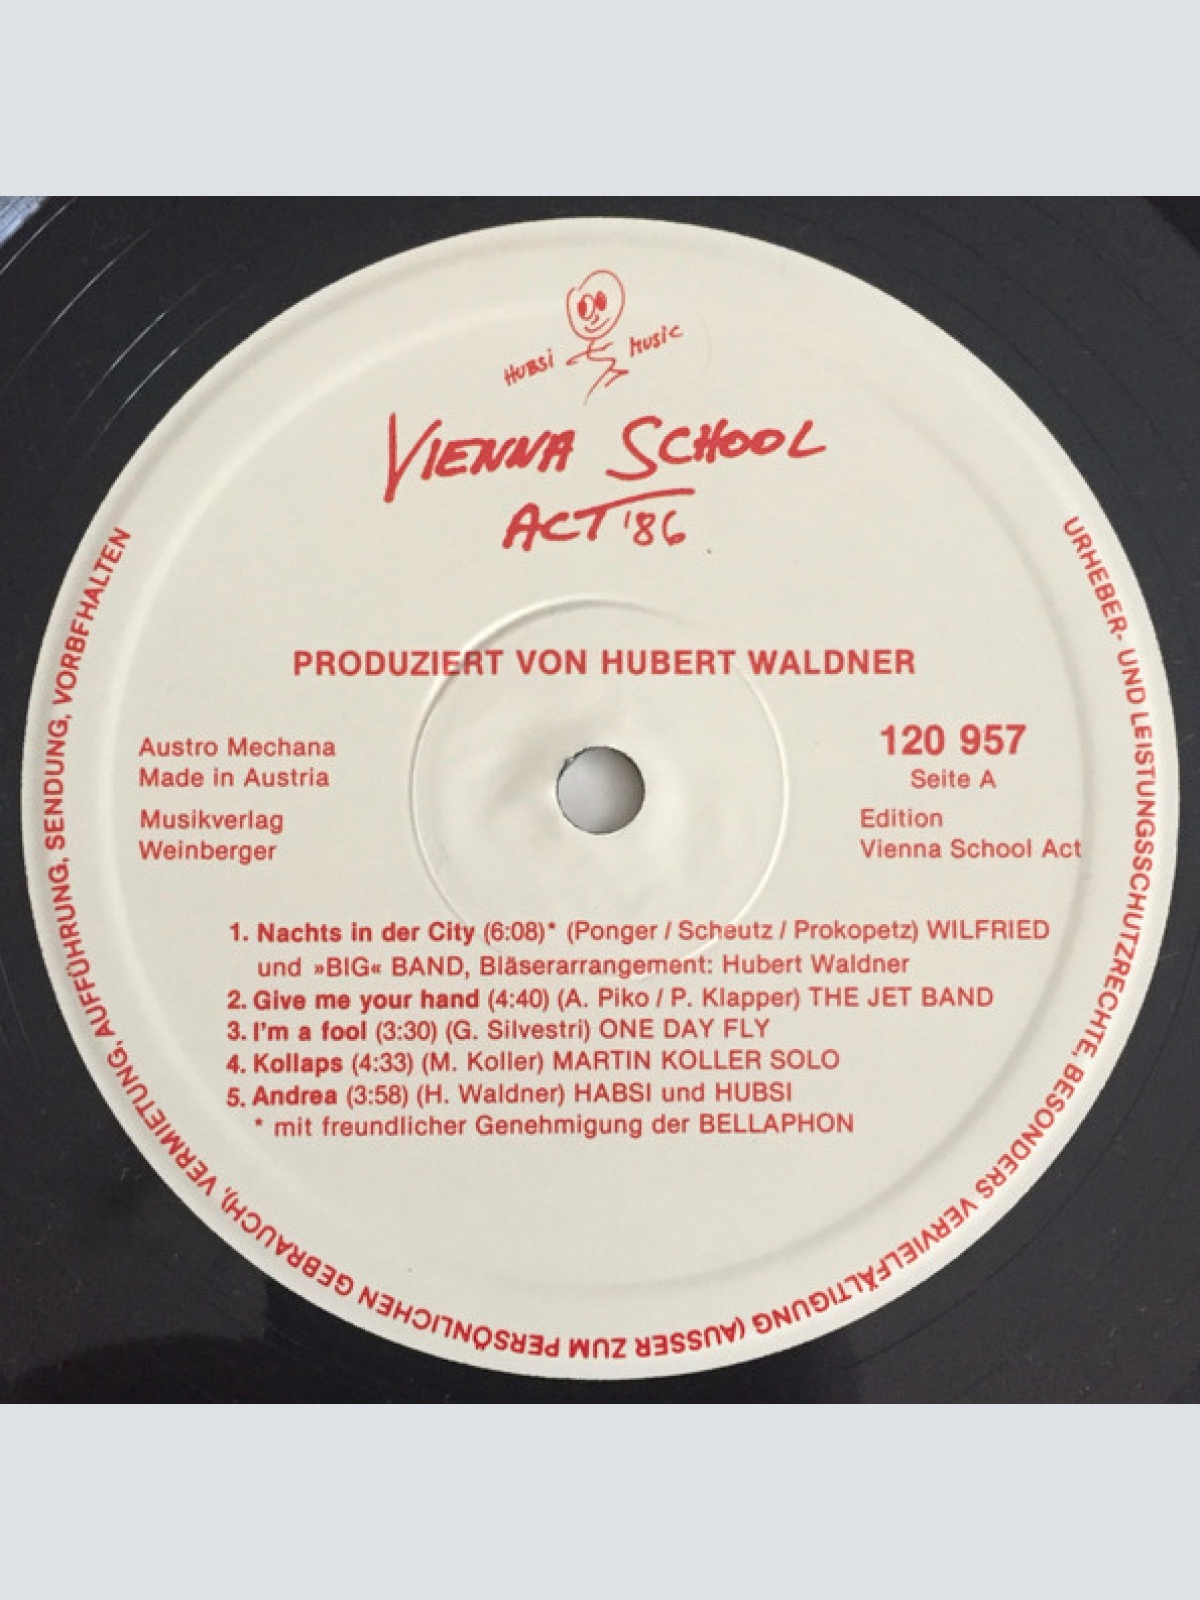 HUBSI MUSIC
VIENNA SCHOOL
ACT '86
PRODUZIERT VON HUBERT WALDNER
Austro Mechana
Made in Austria
Musikverlag
Weinberger
120 957
Seite A
Edition
Vienna School Act
1. Nachts in der City (6:08)* (Ponger / Scheutz / Prokopetz) WILFRIED
und »BIG« BAND, Bläserarrangement: Hubert Waldner
2. Give me your hand (4:40) (A. Piko / P. Klapper) THE JET BAND
3. I'm a fool (3:30) (G. Silvestri) ONE DAY FLY
4. Kollaps (4:33) (M. Koller) MARTIN KOLLER SOLO
5. Andrea (3:58) (H. Waldner) HABSI und HUBSI
* mit freundlicher Genehmigung der BELLAPHON
URHEBER- UND LEISTUNGSSCHUTZRECHTE, BESONDERS VERVIELFÄLTIGUNG (AUSSER ZUM PERSÖNLICHEN GEBRAUCH), VERMIETUNG, AUFFÜHRUNG, SENDUNG, VORBFHALTEN